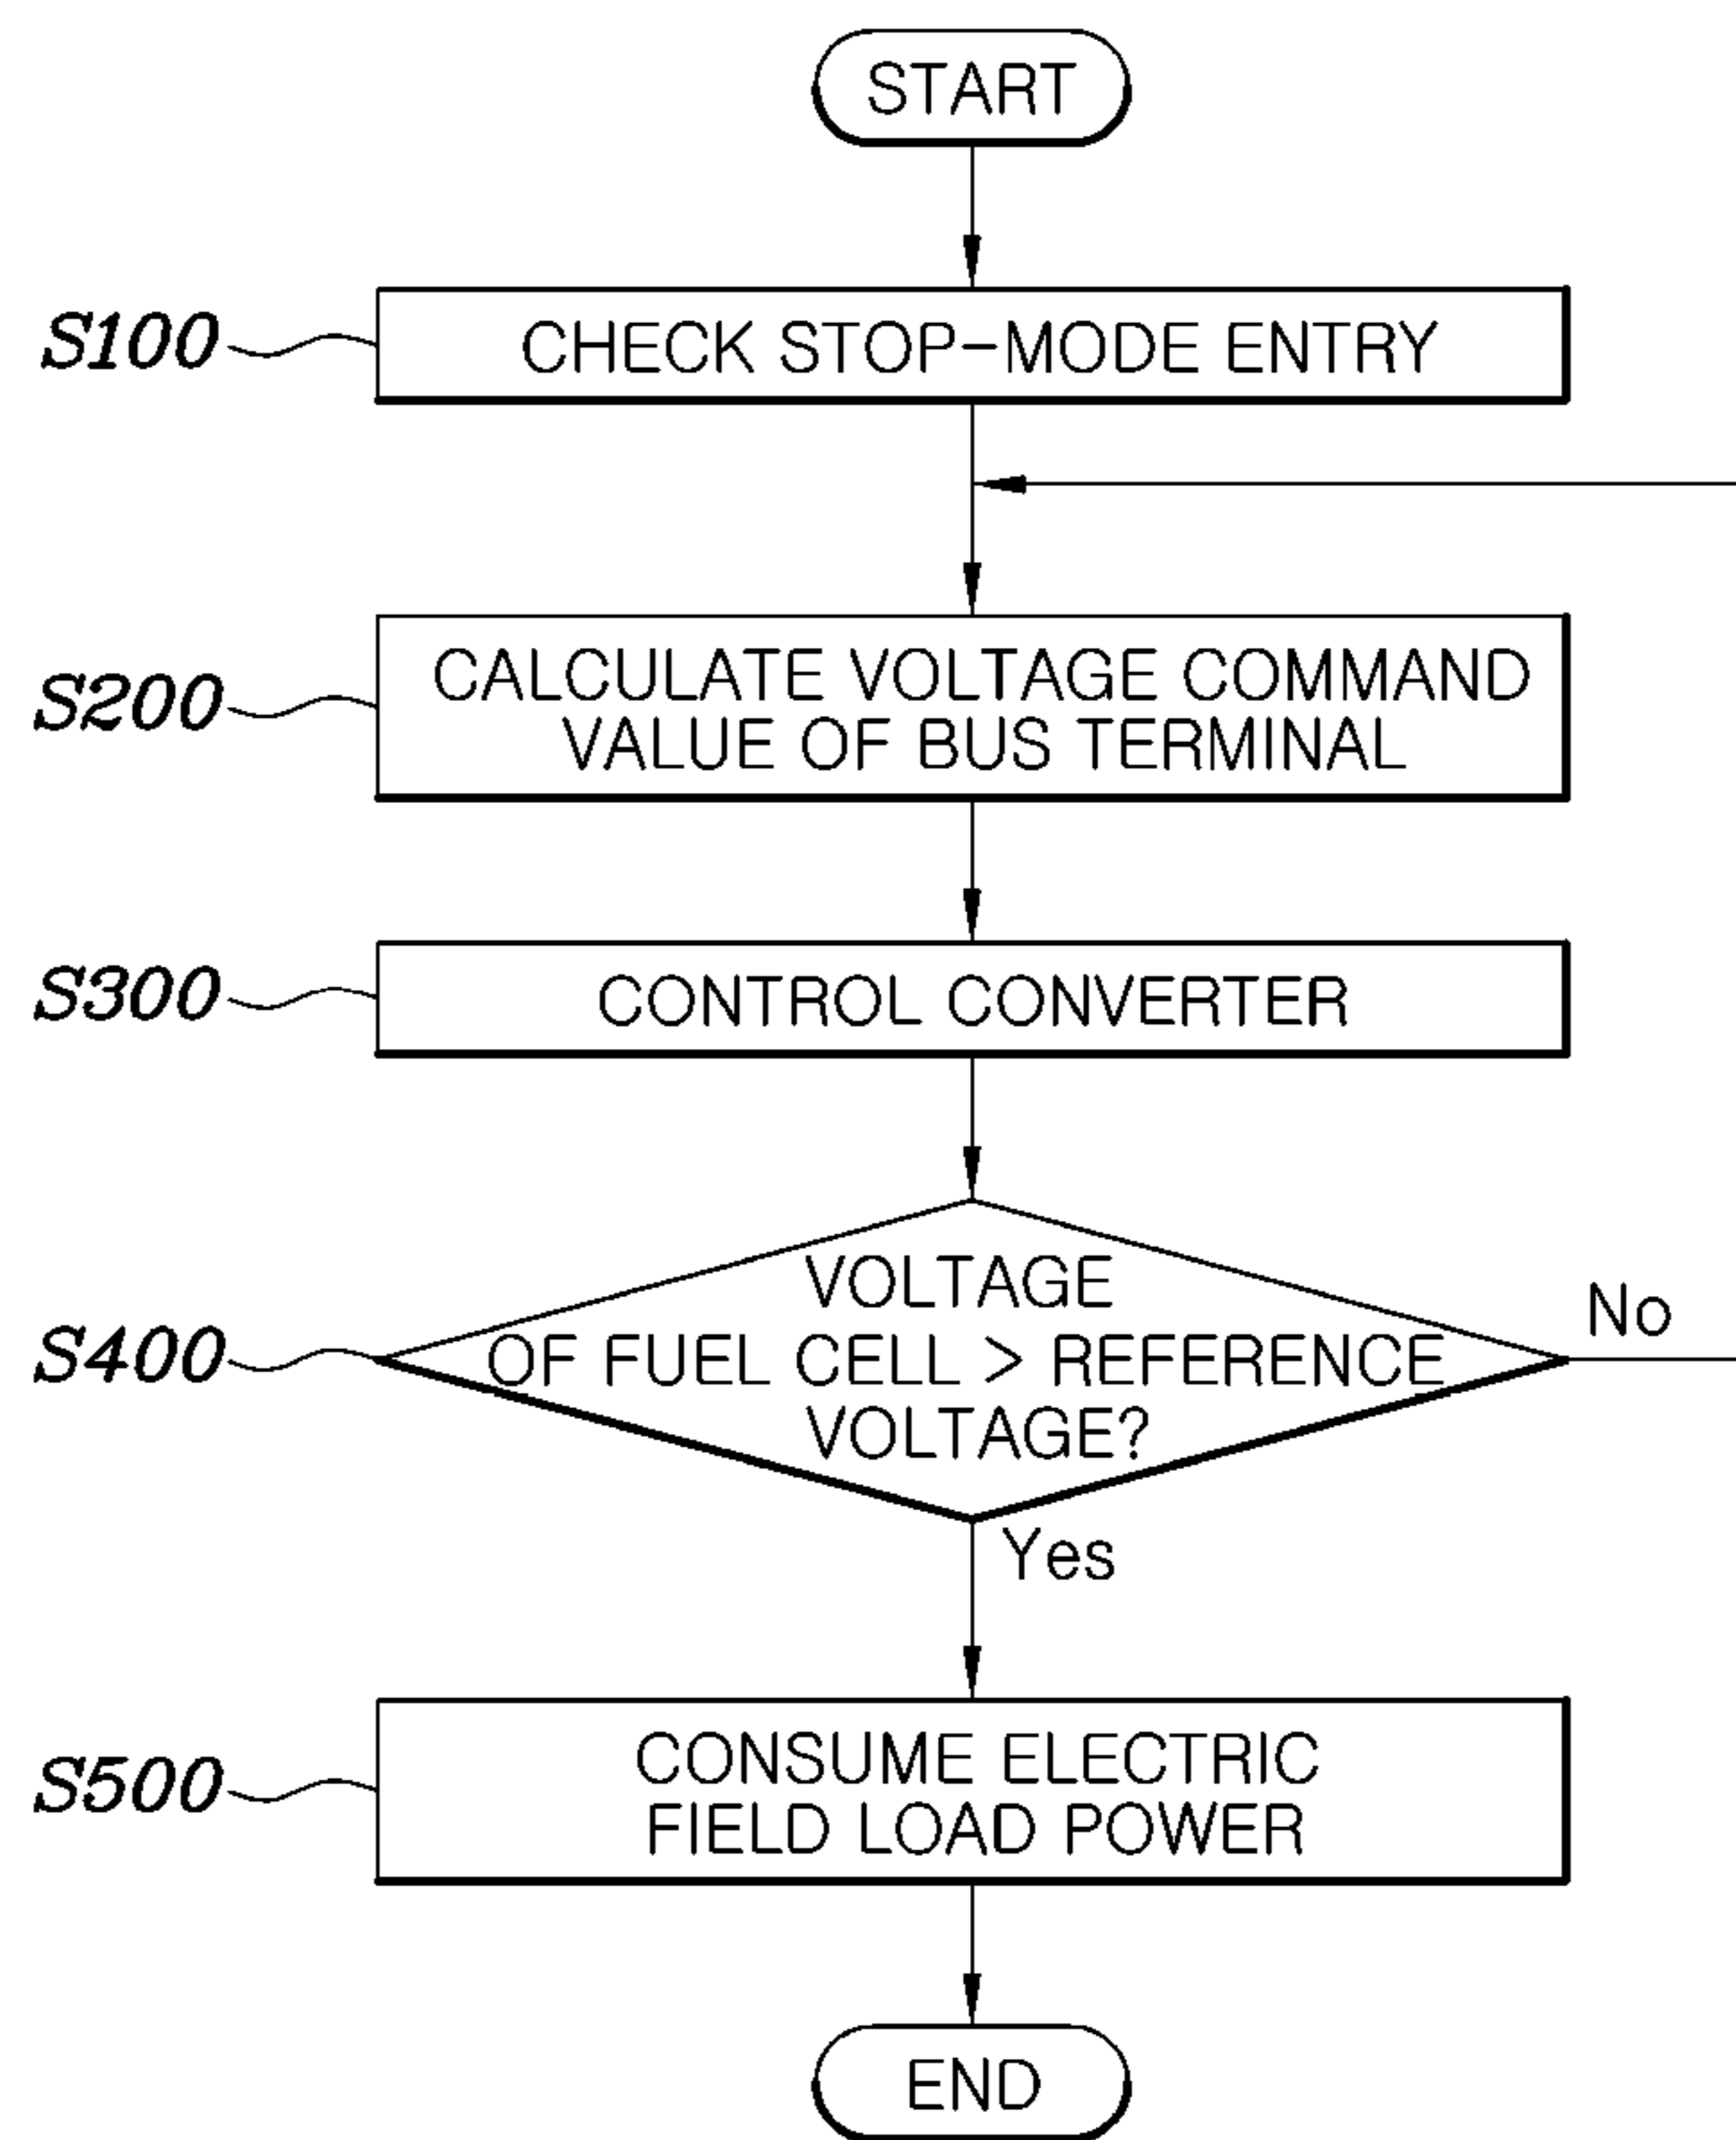 START
S100
CHECK STOP-MODE ENTRY
S200
CALCULATE VOLTAGE COMMAND
VALUE OF BUS TERMINAL
S300
CONTROL CONVERTER
S400
VOLTAGE
OF FUEL CELL > REFERENCE
VOLTAGE?
No
Yes
S500
CONSUME ELECTRIC
FIELD LOAD POWER
END